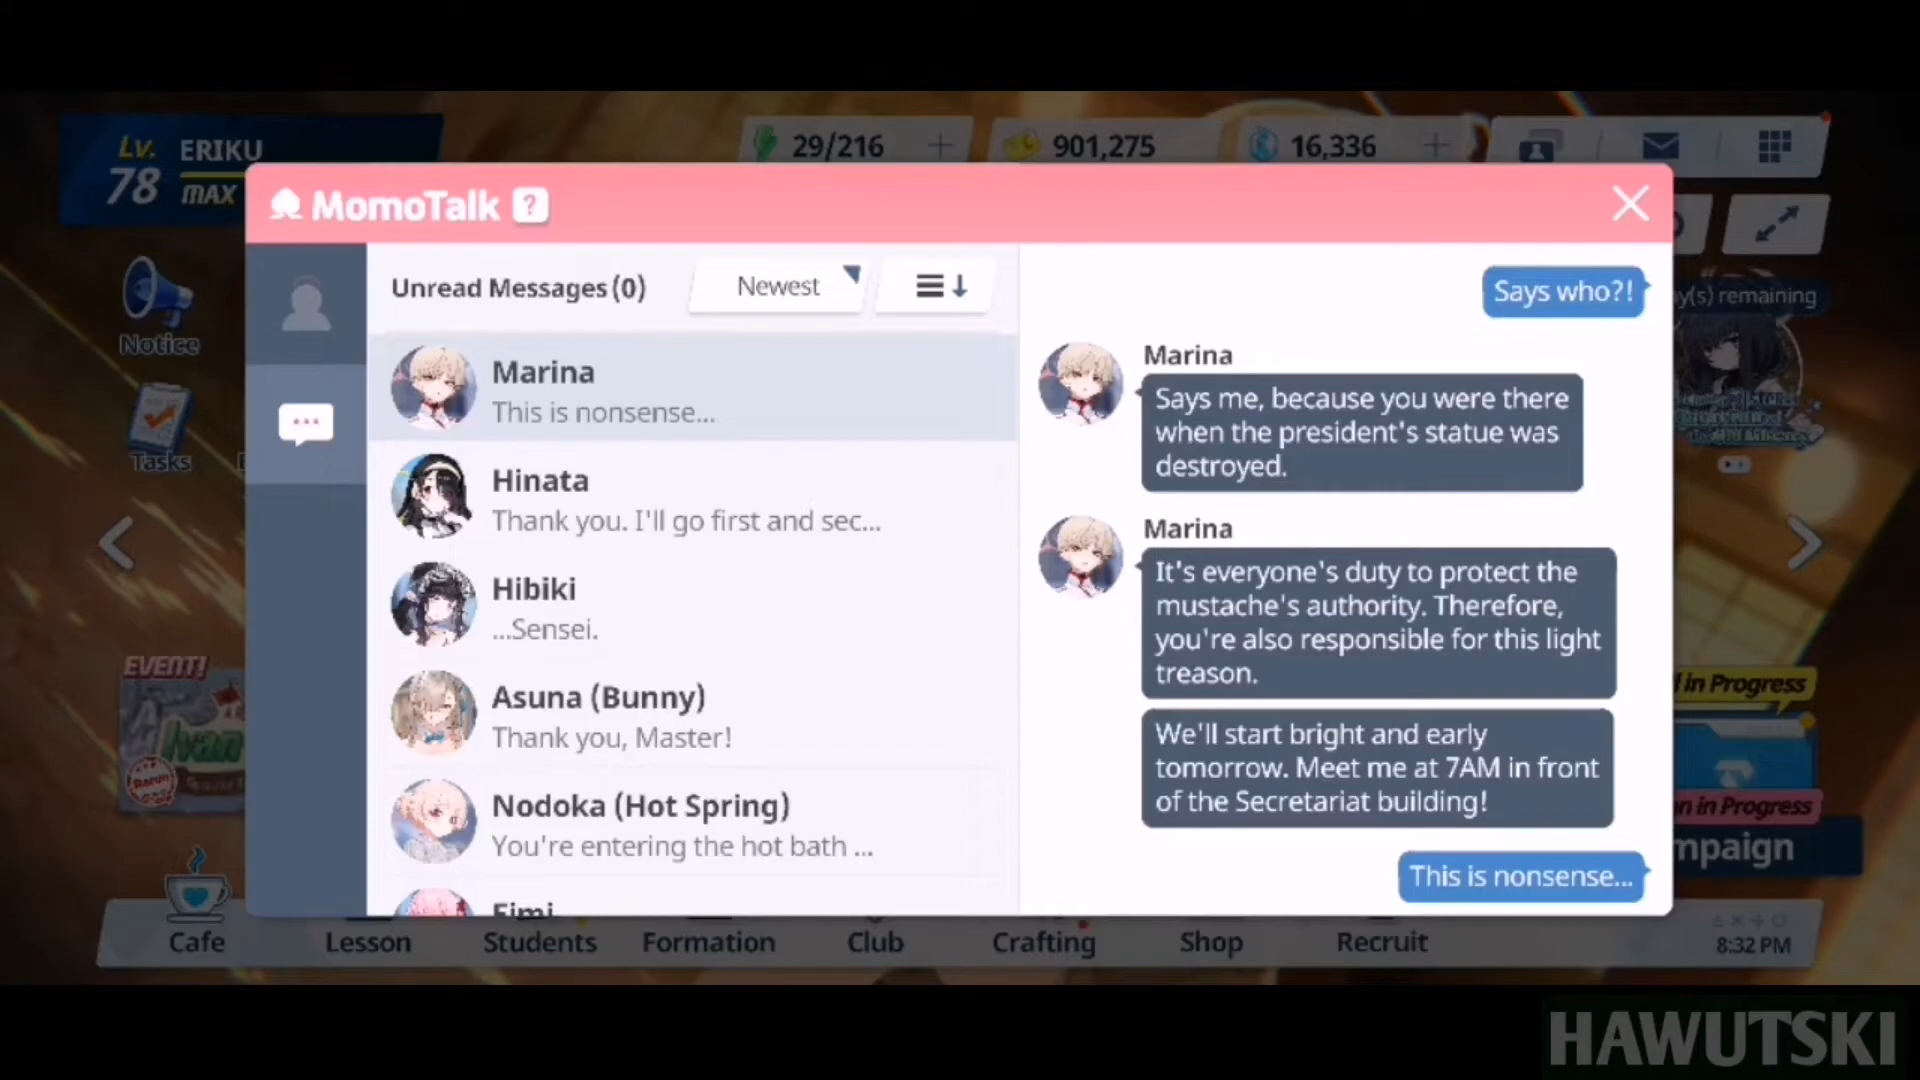 Lv.
78
ERIKU
MAX
29/216
901,275
16,336
MomoTalk ?
Notice
Tasks
EVENT!
Ivan
Unread Messages (0)
Newest
Marina
This is nonsense...
Hinata
Thank you. I'll go first and sec...
Hibiki
...Sensei.
Asuna (Bunny)
Thank you, Master!
Nodoka (Hot Spring)
You're entering the hot bath ...
Eimi
Says who?!
Marina
Says me, because you were there
when the president's statue was
destroyed.
Marina
It's everyone's duty to protect the
mustache's authority. Therefore,
you're also responsible for this light
treason.
We'll start bright and early
tomorrow. Meet me at 7AM in front
of the Secretariat building!
This is nonsense...
y(s) remaining
in Progress
n in Progress
mpaign
Cafe
Lesson
Students
Formation
Club
Crafting
Shop
Recruit
8:32 PM
HAWUTSKI